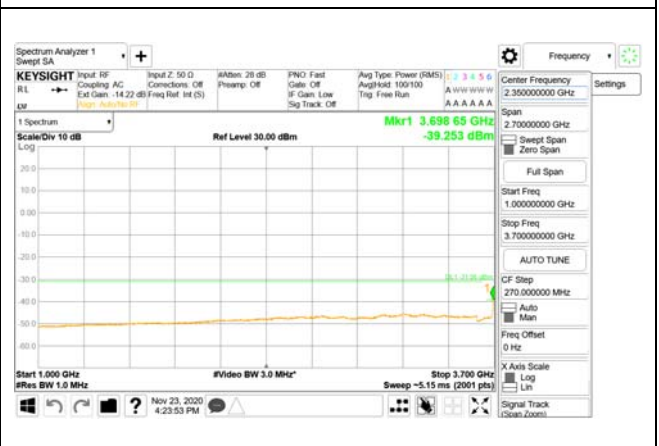 Spectrum Analyzer 1
Swept SA
Frequency
KEYSIGHT
RL
Input: RF
Coupling: AC
Ext Gain: -14.22 dB
Align: Auto/No RF
Input Z: 50 Ω
Corrections: Off
Freq Ref: Int (S)
#Atten: 28 dB
Preamp: Off
PNO: Fast
Gate: Off
IF Gain: Low
Sig Track: Off
Avg Type: Power (RMS)
Avg|Hold: 100/100
Trig: Free Run
1 2 3 4 5 6
A W W W W W
A A A A A A
1 Spectrum
Scale/Div 10 dB
Ref Level 30.00 dBm
Mkr1 3.698 65 GHz
-39.253 dBm
Log
20.0
10.0
0.00
-10.0
-20.0
-30.0
-40.0
-50.0
-60.0
1
Start 1.000 GHz
#Res BW 1.0 MHz
#Video BW 3.0 MHz*
Stop 3.700 GHz
Sweep ~5.15 ms (2001 pts)
Nov 23, 2020
4:23:53 PM
Center Frequency
2.350000000 GHz
Settings
Span
2.70000000 GHz
Swept Span
Zero Span
Full Span
Start Freq
1.000000000 GHz
Stop Freq
3.700000000 GHz
AUTO TUNE
CF Step
270.000000 MHz
Auto
Man
Freq Offset
0 Hz
X Axis Scale
Log
Lin
Signal Track
(Span Zoom)